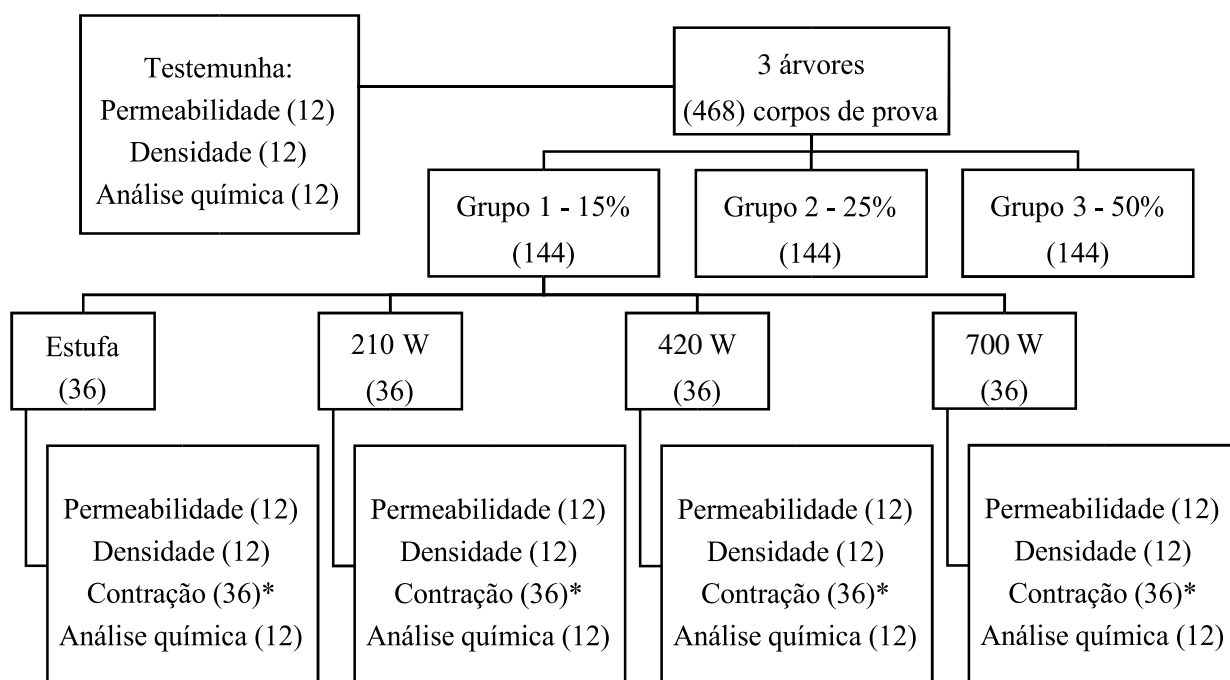 Testemunha:
Permeabilidade (12)
Densidade (12)
Análise química (12)
3 árvores
(468) corpos de prova
Grupo 1 - 15%
(144)
Grupo 2 - 25%
(144)
Grupo 3 - 50%
(144)
Estufa
(36)
210 W
(36)
420 W
(36)
700 W
(36)
Permeabilidade (12)
Densidade (12)
Contração (36)*
Análise química (12)
Permeabilidade (12)
Densidade (12)
Contração (36)*
Análise química (12)
Permeabilidade (12)
Densidade (12)
Contração (36)*
Análise química (12)
Permeabilidade (12)
Densidade (12)
Contração (36)*
Análise química (12)